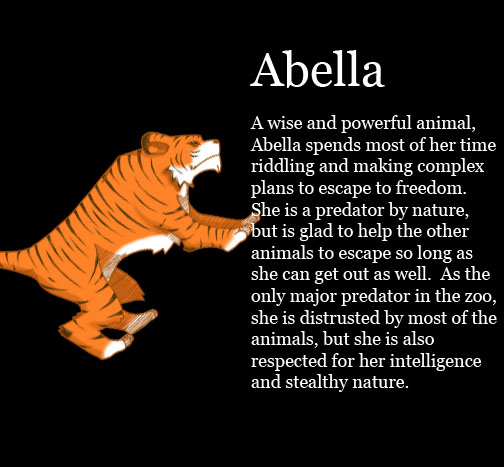 Abella
A wise and powerful animal,
Abella spends most of her time
riddling and making complex
plans to escape to freedom.
She is a predator by nature,
but is glad to help the other
animals to escape so long as
she can get out as well.  As the
only major predator in the zoo,
she is distrusted by most of the
animals, but she is also
respected for her intelligence
and stealthy nature.